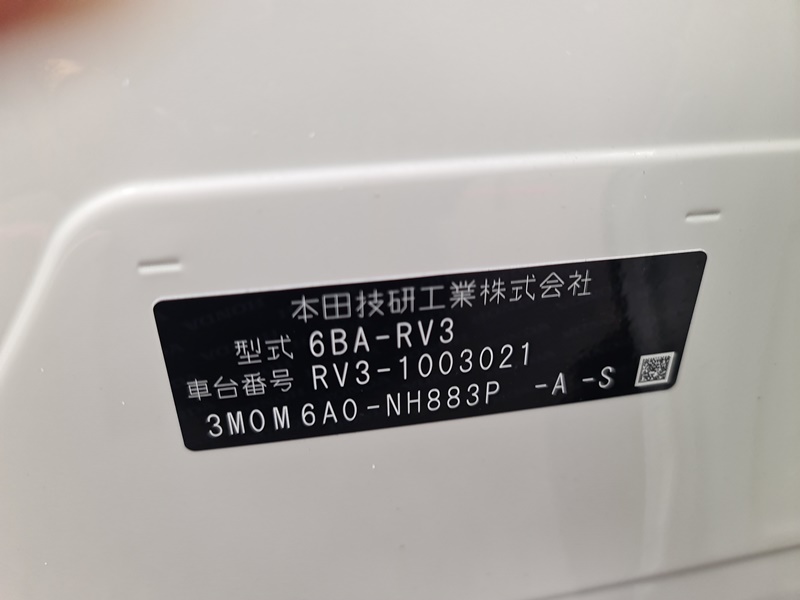 本田技研工業株式会社
型式 6BA-RV3
車台番号 RV3-1003021
3M0M 6A0-NH883P -A -S